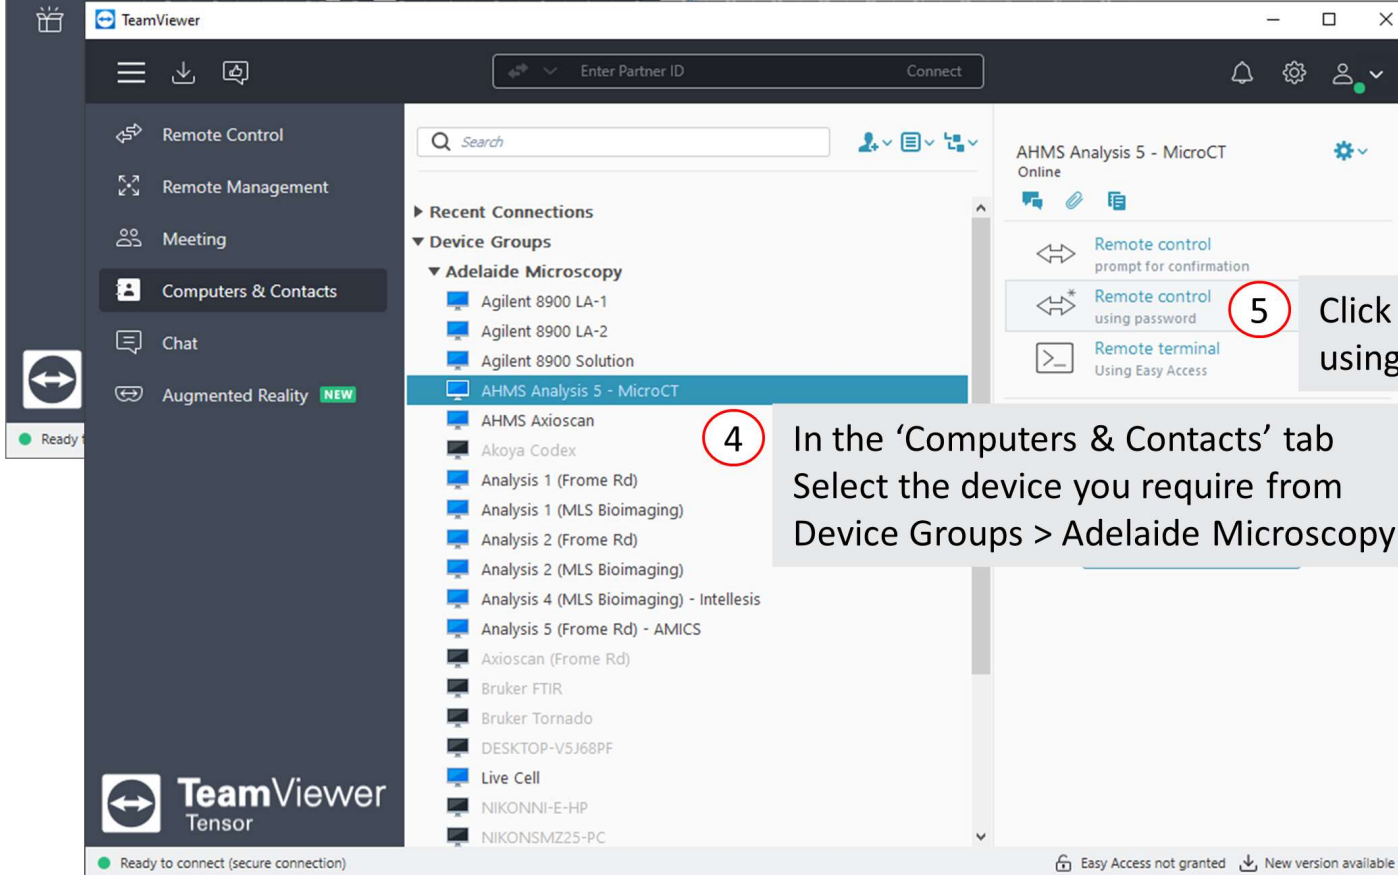 TeamViewer
Enter Partner ID
Connect
Remote Control
Remote Management
Meeting
Computers & Contacts
Chat
Augmented Reality NEW
TeamViewer
Tensor
Ready
Ready to connect (secure connection)
Search
Recent Connections
Device Groups
Adelaide Microscopy
Agilent 8900 LA-1
Agilent 8900 LA-2
Agilent 8900 Solution
AHMS Analysis 5 - MicroCT
AHMS Axioscan
Akoya Codex
Analysis 1 (Frome Rd)
Analysis 1 (MLS Bioimaging)
Analysis 2 (Frome Rd)
Analysis 2 (MLS Bioimaging)
Analysis 4 (MLS Bioimaging) - Intellesis
Analysis 5 (Frome Rd) - AMICS
Axioscan (Frome Rd)
Bruker FTIR
Bruker Tornado
DESKTOP-V5J68PF
Live Cell
NIKONNI-E-HP
NIKONSMZ25-PC
4
In the ‘Computers & Contacts’ tab
Select the device you require from
Device Groups > Adelaide Microscopy
AHMS Analysis 5 - MicroCT
Online
Remote control
prompt for confirmation
Remote control
using password
Remote terminal
Using Easy Access
5
Click
using
Easy Access not granted
New version available